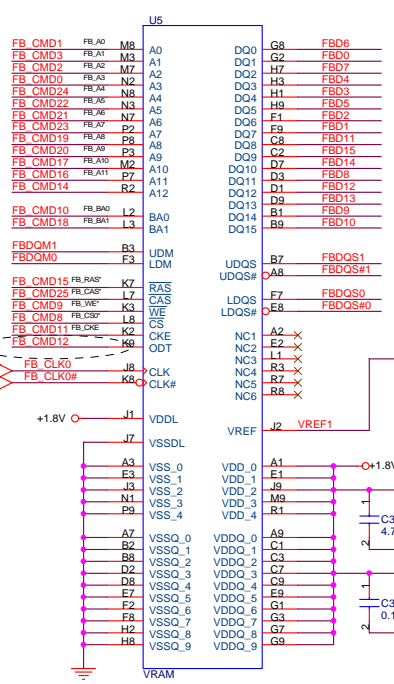 U5
FB_CMD1 FB_A0 M8 A0 DQ0 G8 FBD6
FB_CMD3 FB_A1 M3 A1 DQ1 G2 FBD0
FB_CMD2 FB_A2 M7 A2 DQ2 H7 FBD7
FB_CMD0 FB_A3 N2 A3 DQ3 H3 FBD4
FB_CMD24 FB_A4 N8 A4 DQ4 H1 FBD3
FB_CMD22 FB_A5 N3 A5 DQ5 H9 FBD5
FB_CMD21 FB_A6 N7 A6 DQ6 F1 FBD2
FB_CMD23 FB_A7 P2 A7 DQ7 F9 FBD1
FB_CMD19 FB_A8 P8 A8 DQ8 C8 FBD11
FB_CMD20 FB_A9 P3 A9 DQ9 C2 FBD15
FB_CMD17 FB_A10 M2 A10 DQ10 D7 FBD14
FB_CMD16 FB_A11 P7 A11 DQ11 D3 FBD8
FB_CMD14 R2 A12 DQ12 D1 FBD12
DQ13 D9 FBD13
FB_CMD10 FB_BA0 L2 BA0 DQ14 B1 FBD9
FB_CMD18 FB_BA1 L3 BA1 DQ15 B9 FBD10
FBDQM1 B3 UDM UDQS B7 FBDQS1
FBDQM0 F3 LDM UDQS# A8 FBDQS#1
FB_CMD15 FB_RAS* K7 RAS
FB_CMD25 FB_CAS* L7 CAS LDQS F7 FBDQS0
FB_CMD9 FB_WE* K3 WE LDQS# E8 FBDQS#0
FB_CMD8 FB_CS0* L8 CS
FB_CMD11 FB_CKE K2 CKE NC1 A2
FB_CMD12 K9 ODT NC2 E2
NC3 L1
FB_CLK0 J8 CLK NC4 R3
FB_CLK0# K8 CLK# NC5 R7
NC6 R8
+1.8V J1 VDDL
VREF J2 VREF1
J7 VSSDL
A3 VSS_0 VDD_0 A1 +1.8V
E3 VSS_1 VDD_1 E1
J3 VSS_2 VDD_2 J9
N1 VSS_3 VDD_3 M9
P9 VSS_4 VDD_4 R1
1
C3
4.7
2
A7 VSSQ_0 VDDQ_0 A9
B2 VSSQ_1 VDDQ_1 C1
B8 VSSQ_2 VDDQ_2 C3
D2 VSSQ_3 VDDQ_3 C7
D8 VSSQ_4 VDDQ_4 C9
E7 VSSQ_5 VDDQ_5 E9
F2 VSSQ_6 VDDQ_6 G1
F8 VSSQ_7 VDDQ_7 G3
H2 VSSQ_8 VDDQ_8 G7
H8 VSSQ_9 VDDQ_9 G9
1
C3
0.1
2
VRAM